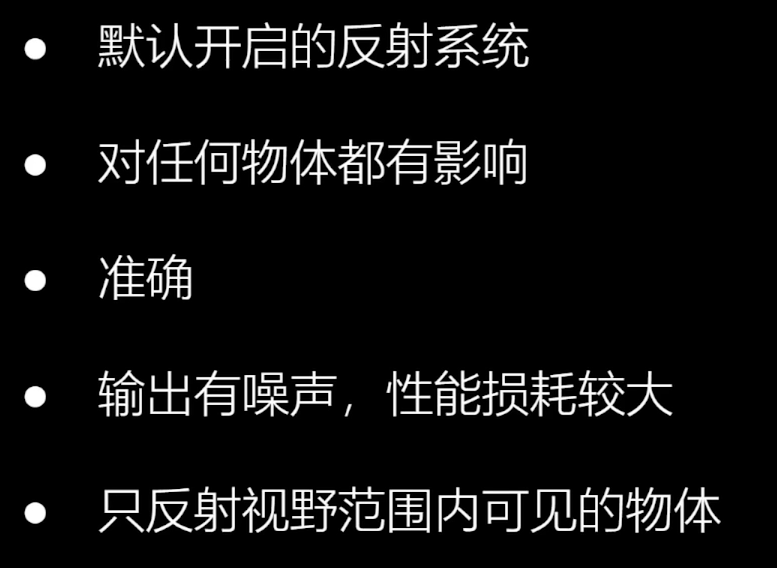 ● 默认开启的反射系统
● 对任何物体都有影响
● 准确
● 输出有噪声，性能损耗较大
● 只反射视野范围内可见的物体